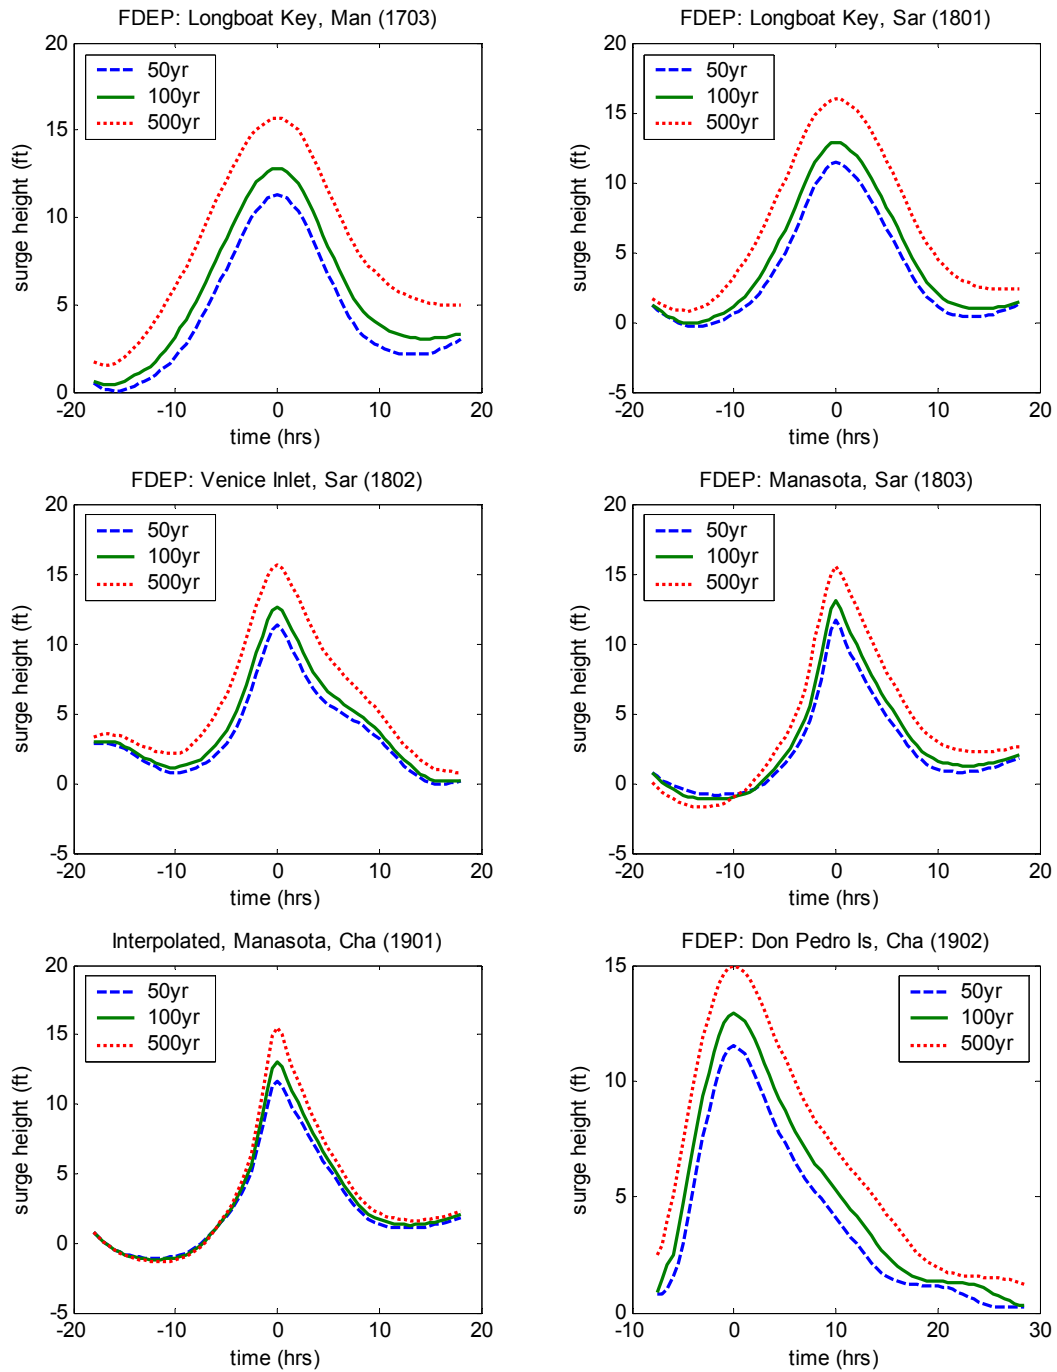 FDEP: Longboat Key, Man (1703)
20
15
10
5
0
-20
-10
0
10
20
surge height (ft)
time (hrs)
50yr
100yr
500yr
FDEP: Longboat Key, Sar (1801)
20
15
10
5
0
-5
-20
-10
0
10
20
surge height (ft)
time (hrs)
50yr
100yr
500yr
FDEP: Venice Inlet, Sar (1802)
20
15
10
5
0
-5
-20
-10
0
10
20
surge height (ft)
time (hrs)
50yr
100yr
500yr
FDEP: Manasota, Sar (1803)
20
15
10
5
0
-5
-20
-10
0
10
20
surge height (ft)
time (hrs)
50yr
100yr
500yr
Interpolated, Manasota, Cha (1901)
20
15
10
5
0
-5
-20
-10
0
10
20
surge height (ft)
time (hrs)
50yr
100yr
500yr
FDEP: Don Pedro Is, Cha (1902)
15
10
5
0
-10
0
10
20
30
surge height (ft)
time (hrs)
50yr
100yr
500yr